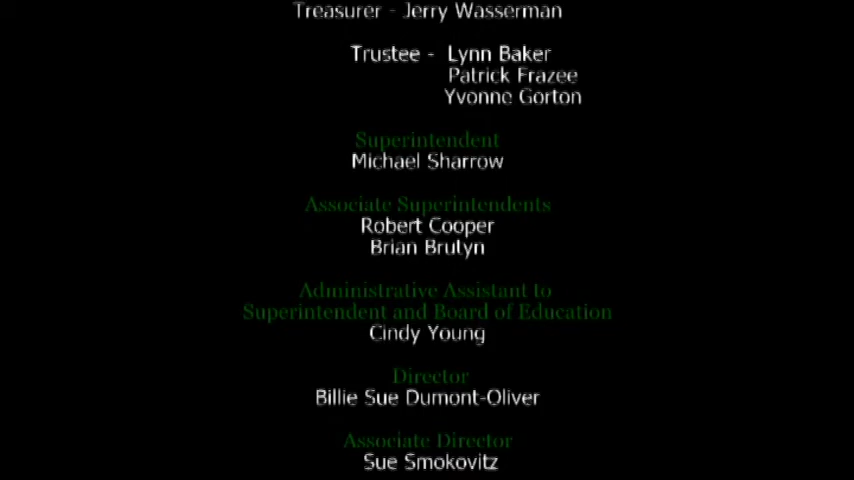 Treasurer - Jerry Wasserman
Trustee - Lynn Baker
Patrick Frazee
Yvonne Gorton
Superintendent
Michael Sharrow
Associate Superintendents
Robert Cooper
Brian Brutyn
Administrative Assistant to
Superintendent and Board of Education
Cindy Young
Director
Billie Sue Dumont-Oliver
Associate Director
Sue Smokovitz